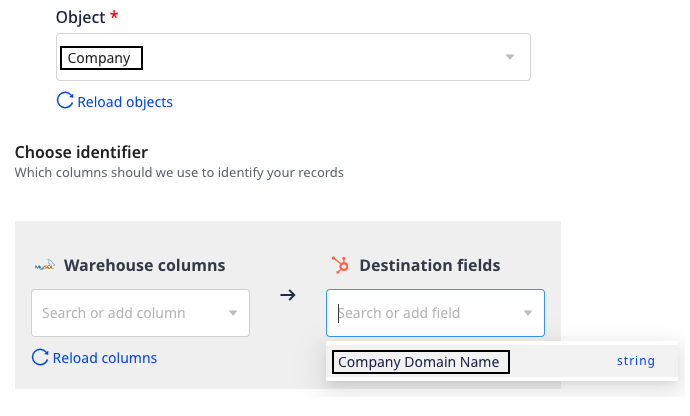 Object *
Company
Reload objects
Choose identifier
Which columns should we use to identify your records
MySQL Warehouse columns
Destination fields
Search or add column
Search or add field
Reload columns
Company Domain Name string